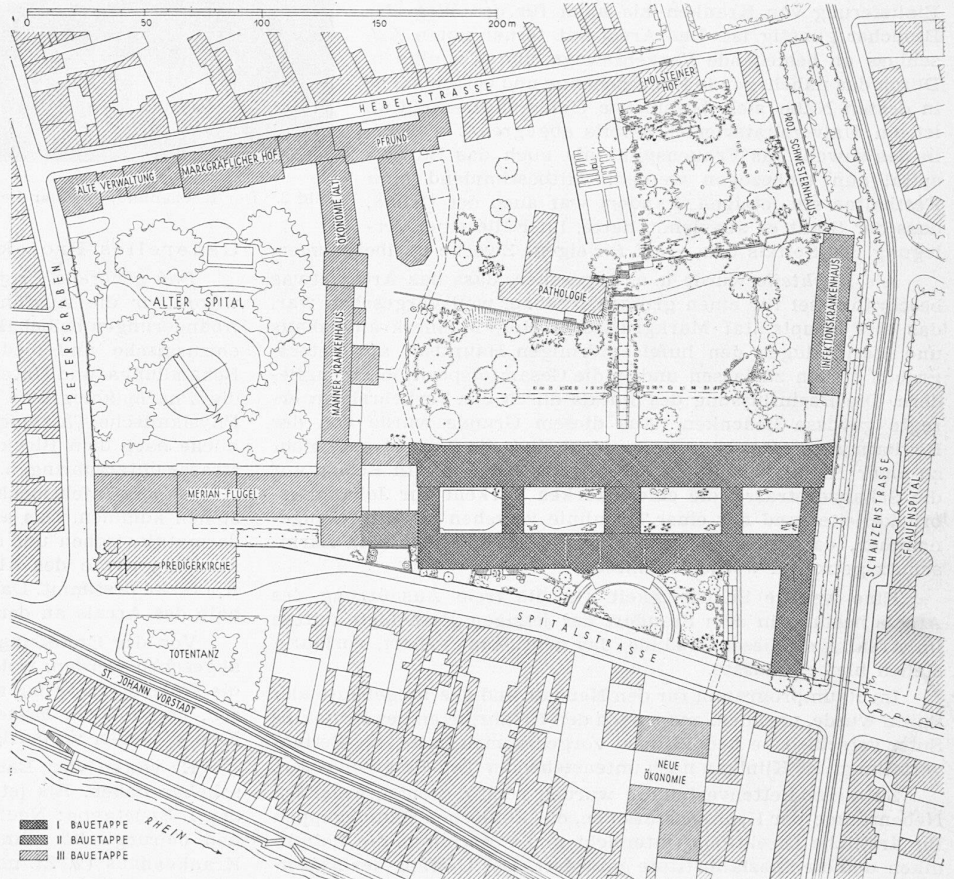 0 50 100 150 200 m
HEBELSTRASSE
HOLSTEINER
HOF
PROJ. SCHWESTERNHAUS
PFRUND
MARKGRÄFLICHER HOF
ALTE VERWALTUNG
ÖKONOMIE (ALT)
PETERSGRABEN
ALTER SPITAL
PATHOLOGIE
INFEKTIONSKRANKENHAUS
MÄNNER-KRANKENHAUS
MERIAN-FLÜGEL
PREDIGERKIRCHE
SCHANZENSTRASSE
FRAUENSPITAL
SPITALSTRASSE
TOTENTANZ
ST. JOHANN VORSTADT
NEUE
ÖKONOMIE
RHEIN
I BAUETAPPE
II BAUETAPPE
III BAUETAPPE